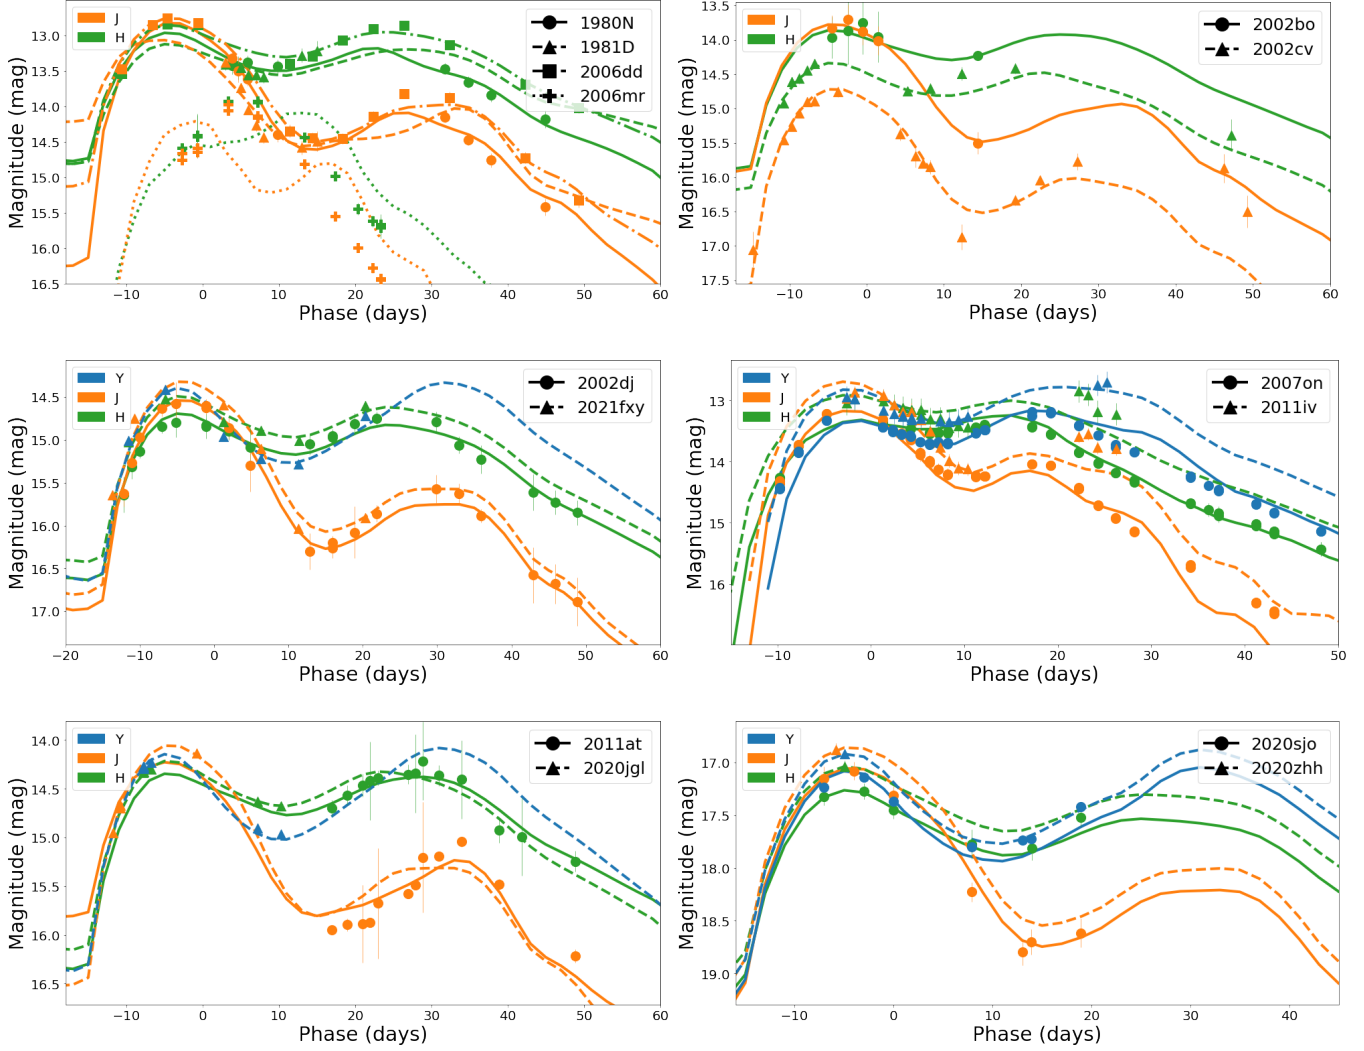 J
H
1980N
1981D
2006dd
2006mr
13.0
13.5
14.0
14.5
15.0
15.5
16.0
16.5
Magnitude (mag)
−10 0 10 20 30 40 50 60
Phase (days)
J
H
2002bo
2002cv
13.5
14.0
14.5
15.0
15.5
16.0
16.5
17.0
17.5
Magnitude (mag)
−10 0 10 20 30 40 50 60
Phase (days)
Y
J
H
2002dj
2021fxy
14.5
15.0
15.5
16.0
16.5
17.0
Magnitude (mag)
−20 −10 0 10 20 30 40 50 60
Phase (days)
Y
J
H
2007on
2011iv
13
14
15
16
Magnitude (mag)
−10 0 10 20 30 40 50
Phase (days)
Y
J
H
2011at
2020jgl
14.0
14.5
15.0
15.5
16.0
16.5
Magnitude (mag)
−10 0 10 20 30 40 50 60
Phase (days)
Y
J
H
2020sjo
2020zhh
17.0
17.5
18.0
18.5
19.0
Magnitude (mag)
−10 0 10 20 30 40
Phase (days)